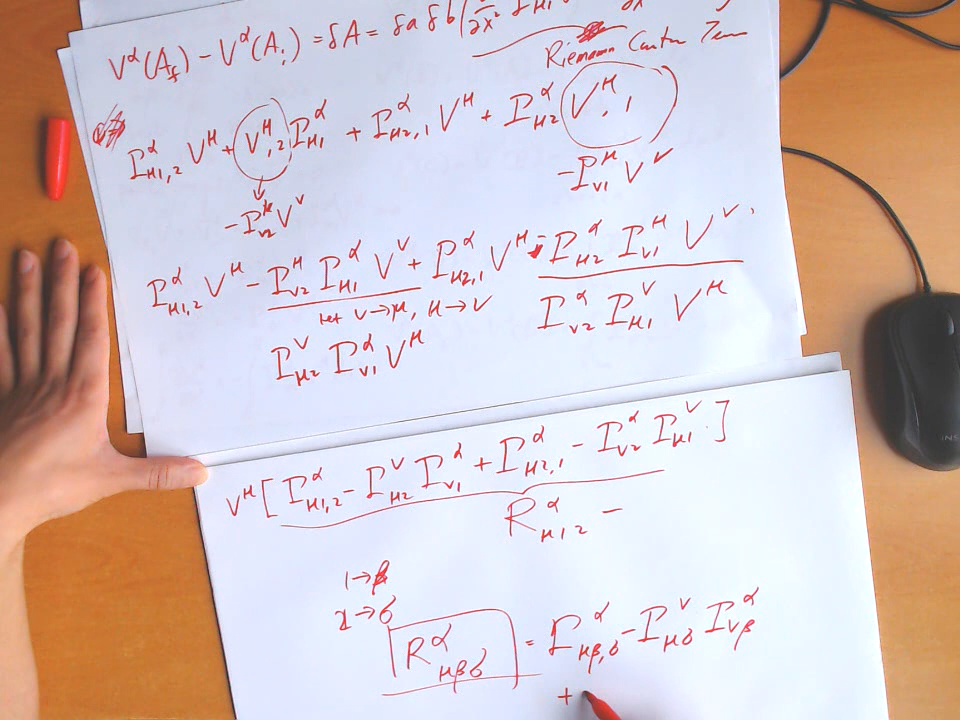 V^α(A_f) - V^α(A_i) = δA = δa δb ( ∂/∂x²
Riemann Tenso
Γ^α_{μ1,2} V^μ + V^μ_{,2} Γ^α_{μ1} + Γ^α_{μ2,1} V^μ + Γ^α_{μ2} V^μ_{,1}
-Γ^μ_{ν2} V^ν
-Γ^μ_{ν1} V^ν
Γ^α_{μ1,2} V^μ - Γ^μ_{ν2} Γ^α_{μ1} V^ν + Γ^α_{μ2,1} V^μ - Γ^α_{μ2} Γ^μ_{ν1} V^ν
let ν→μ, μ→ν
Γ^ν_{μ2} Γ^α_{ν1} V^μ
Γ^α_{ν2} Γ^ν_{μ1} V^μ
V^μ [ Γ^α_{μ1,2} - Γ^ν_{μ2} Γ^α_{ν1} + Γ^α_{μ2,1} - Γ^α_{ν2} Γ^ν_{μ1} ]
R^α_{μ12} -
1→β
2→σ
R^α_{μβσ} = Γ^α_{μβ,σ} - Γ^ν_{μσ} Γ^α_{νβ}
+